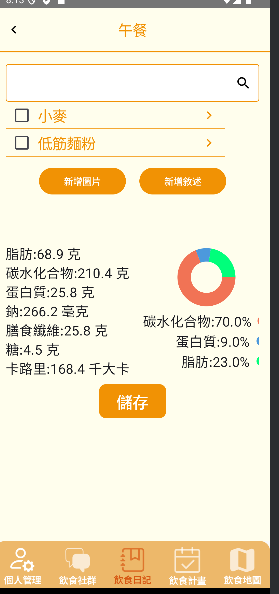 午餐
小麥
低筋麵粉
新增圖片
新增敘述
脂肪:68.9 克
碳水化合物:210.4 克
蛋白質:25.8 克
鈉:266.2 毫克
膳食纖維:25.8 克
糖:4.5 克
卡路里:168.4 千大卡
碳水化合物:70.0%
蛋白質:9.0%
脂肪:23.0%
儲存
個人管理
飲食社群
飲食日記
飲食計畫
飲食地圖